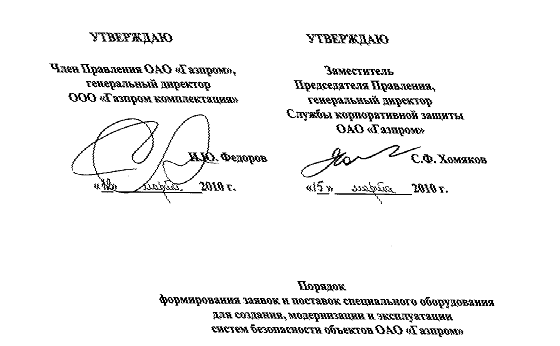 УТВЕРЖДАЮ
Член Правления ОАО «Газпром»,
генеральный директор
ООО «Газпром комплектация»
И.Ю. Федоров
марта 2010 г.
УТВЕРЖДАЮ
Заместитель
Председателя Правления,
генеральный директор
Службы корпоративной защиты
ОАО «Газпром»
С.Ф. Хомяков
«15» марта 2010 г.
Порядок
формирования заявок и поставок специального оборудования
для создания, модернизации и эксплуатации
систем безопасности объектов ОАО «Газпром»